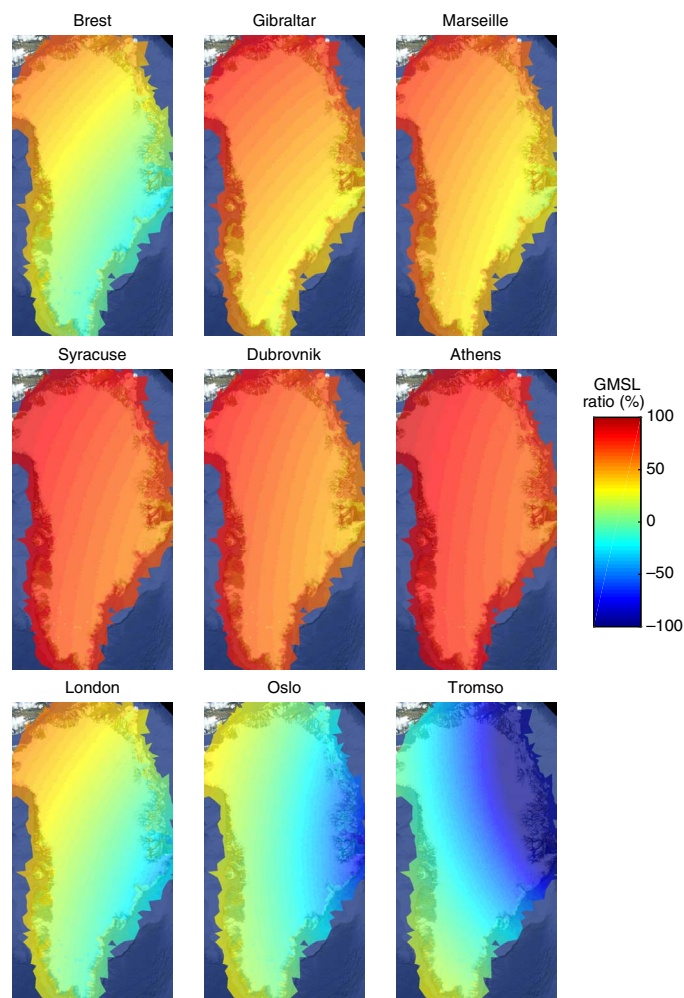 Brest
Gibraltar
Marseille
Syracuse
Dubrovnik
Athens
GMSL
ratio (%)
100
50
0
−50
−100
London
Oslo
Tromso